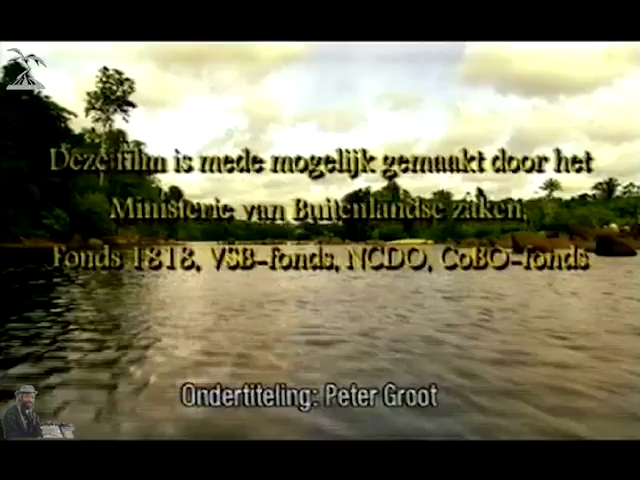 Deze film is mede mogelijk gemaakt door het
Ministerie van Buitenlandse zaken,
Fonds 1818, VSB-fonds, NCDO, CoBO-fonds
Ondertiteling: Peter Groot